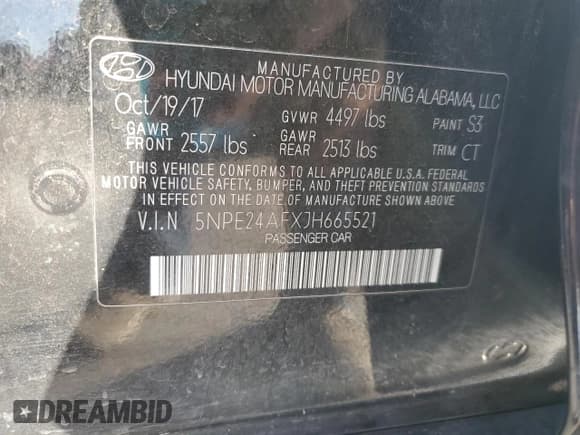 MANUFACTURED BY
HYUNDAI MOTOR MANUFACTURING ALABAMA, LLC
Oct/19/17 GVWR 4497 lbs PAINT S3
GAWR FRONT 2557 lbs GAWR REAR 2513 lbs TRIM CT
THIS VEHICLE CONFORMS TO ALL APPLICABLE U.S.A. FEDERAL
MOTOR VEHICLE SAFETY, BUMPER, AND THEFT PREVENTION STANDARDS
IN EFFECT ON THE DATE OF MANUFACTURE SHOWN ABOVE.
V.I.N 5NPE24AFXJH665521
PASSENGER CAR
DREAMBID